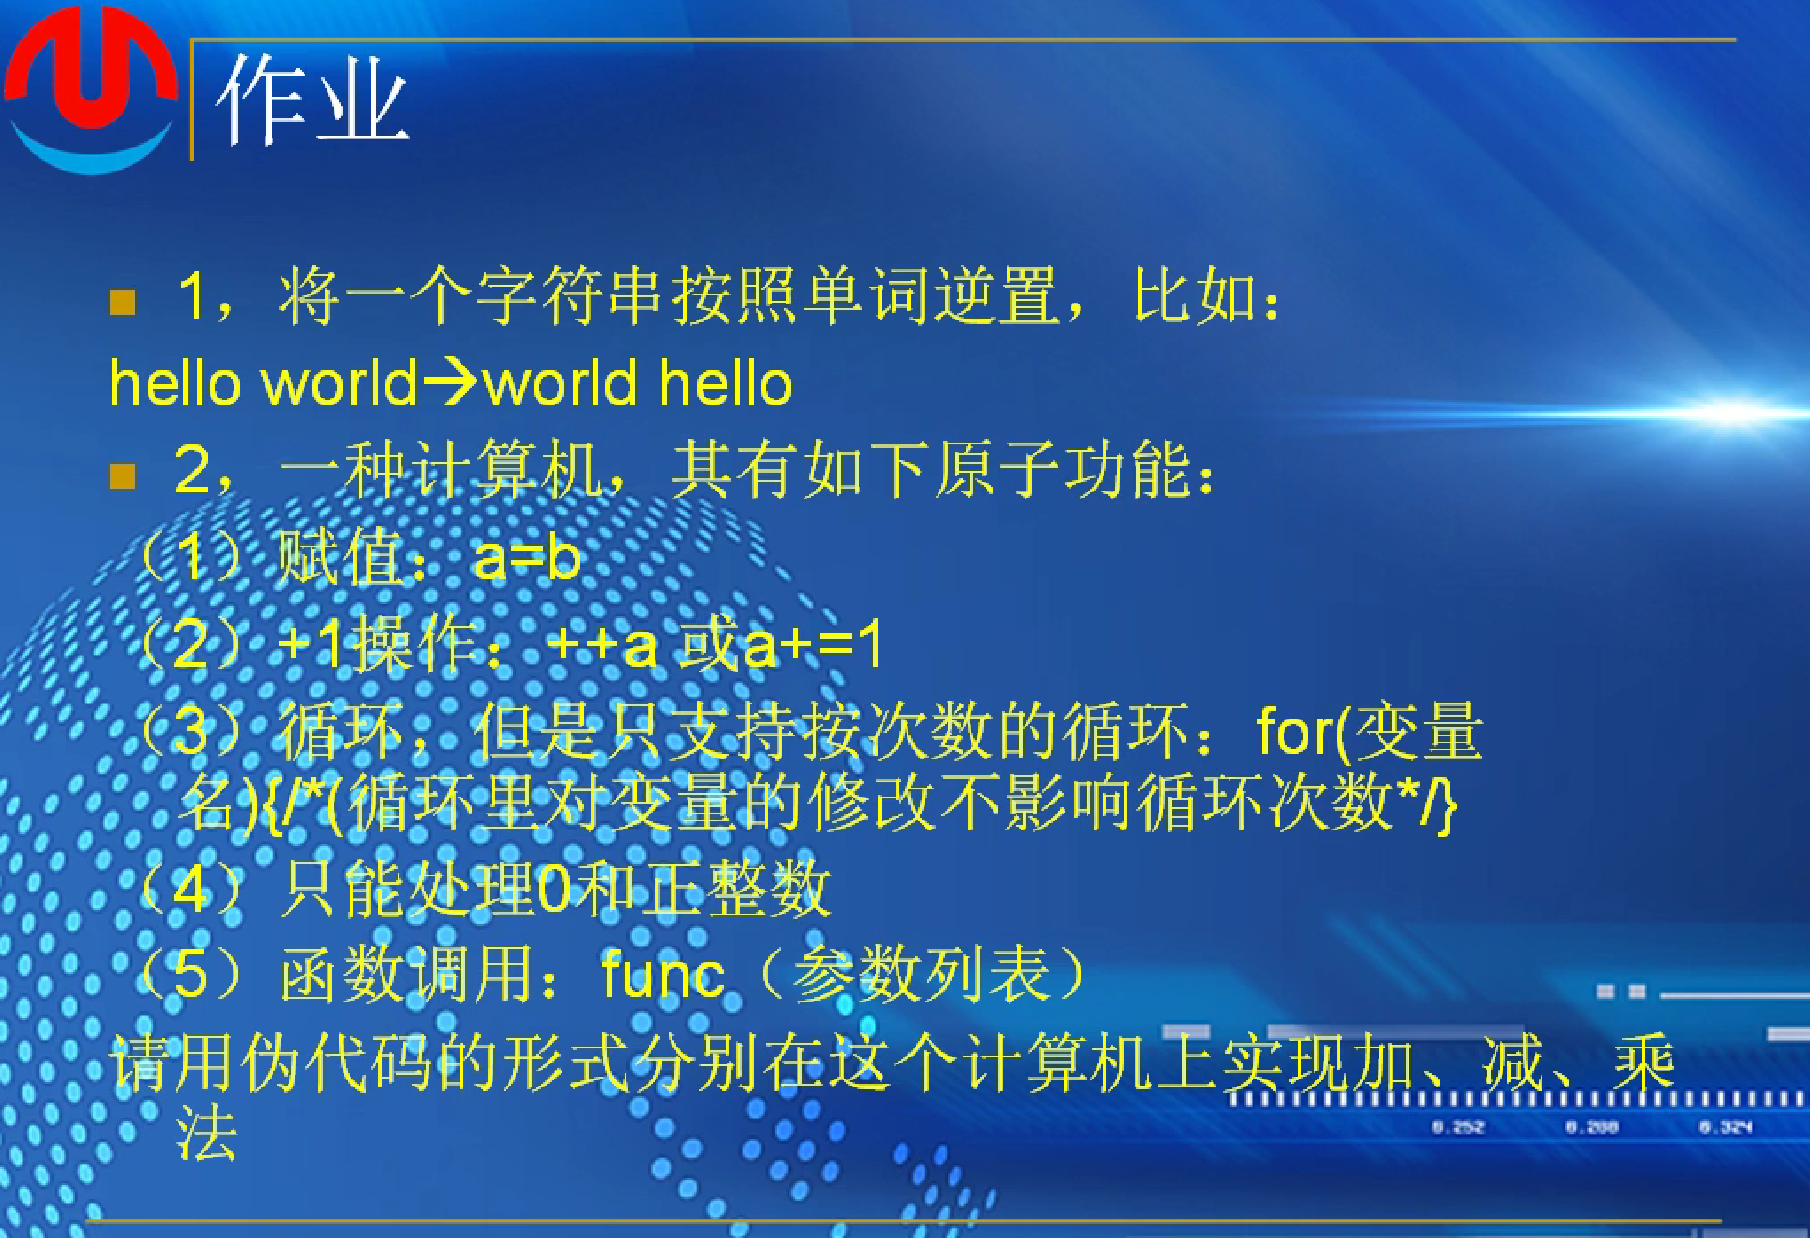 作业
1，将一个字符串按照单词逆置，比如：
hello world→world hello
2，一种计算机，其有如下原子功能：
（1）赋值：a=b
（2）+1操作：++a 或a+=1
（3）循环，但是只支持按次数的循环：for(变量
名){/*(循环里对变量的修改不影响循环次数*/}
（4）只能处理0和正整数
（5）函数调用：func（参数列表）
请用伪代码的形式分别在这个计算机上实现加、减、乘
法
0.252 0.288 0.324